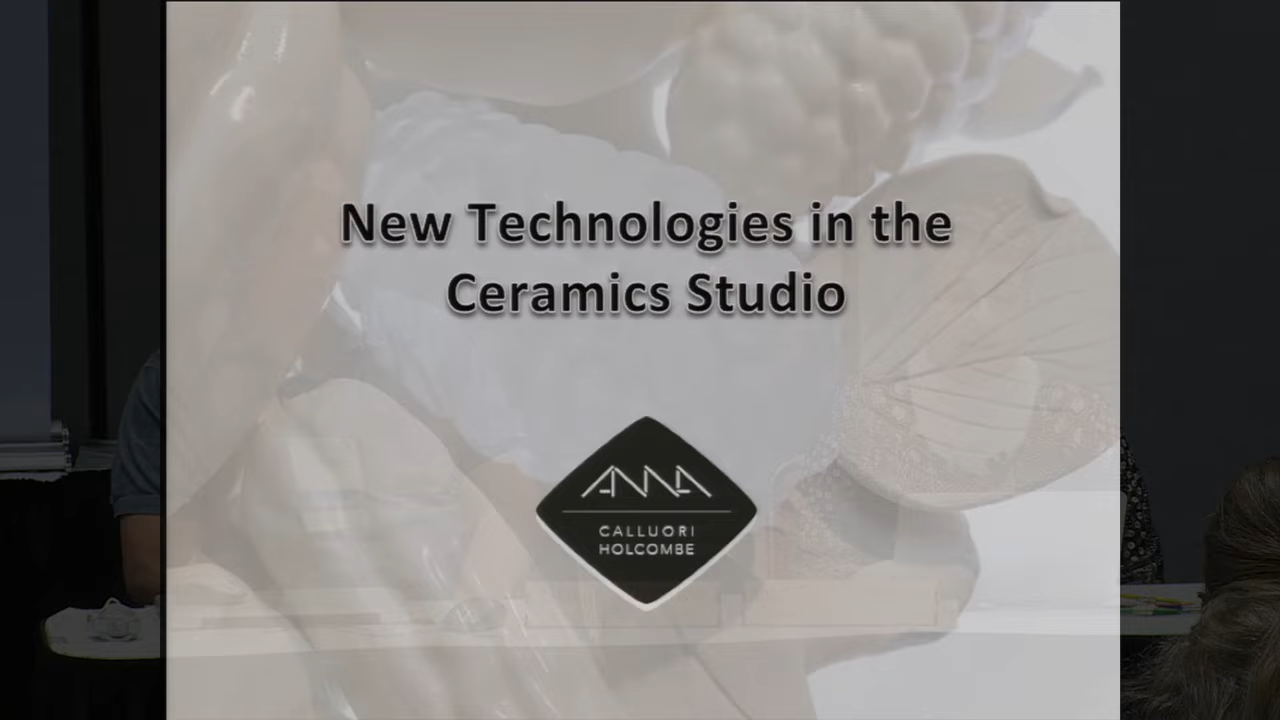 New Technologies in the
Ceramics Studio
ANNA
CALLUORI
HOLCOMBE